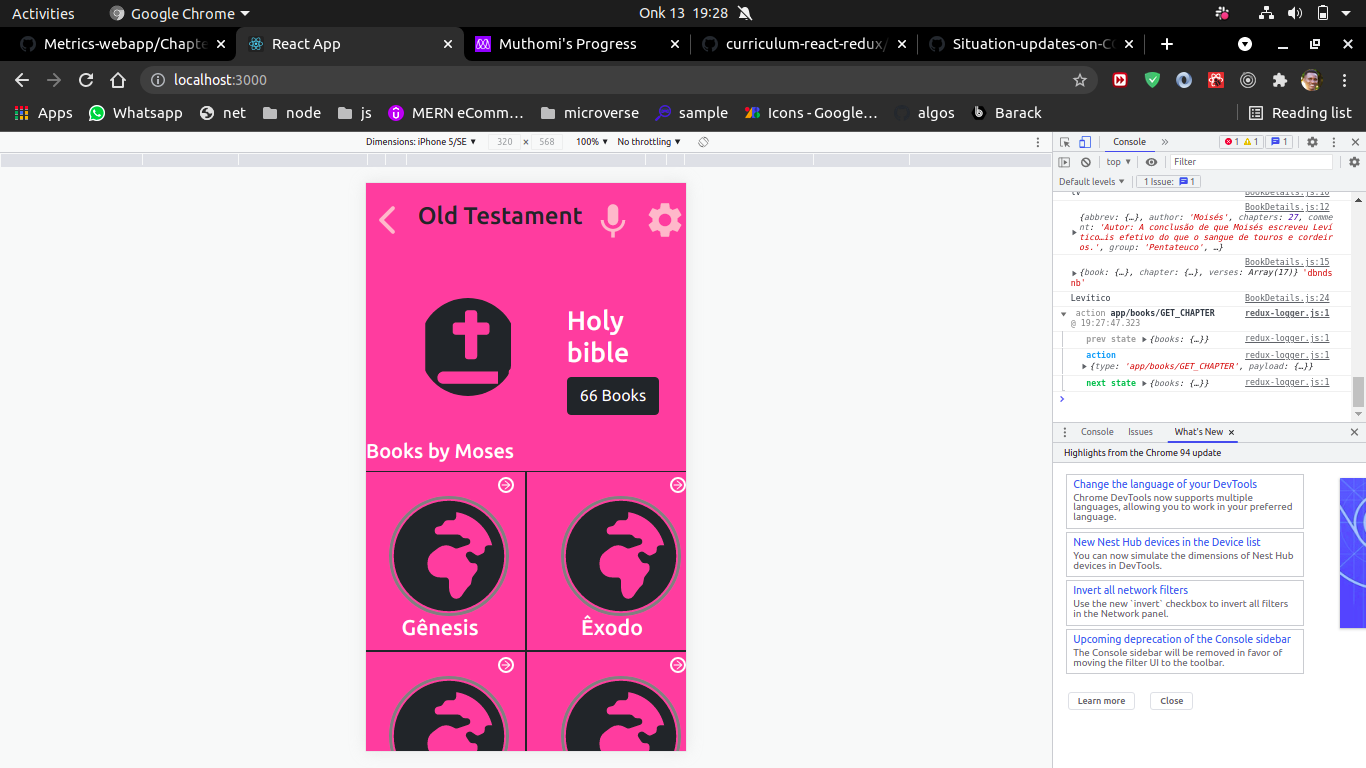 Activities
Google Chrome
Onk 13 19:28
Metrics-webapp/Chapte
React App
Muthomi's Progress
curriculum-react-redux/
Situation-updates-on-CO
localhost:3000
Apps
Whatsapp
net
node
js
MERN eComm…
microverse
sample
Icons - Google…
algos
Barack
Reading list
Dimensions: iPhone 5/SE
320 × 568
100%
No throttling
Old Testament
Holy
bible
66 Books
Books by Moses
Gênesis
Êxodo
Console
1
1
1
top
Filter
Default levels
1 Issue: 1
BookDetails.js:12
{abbrev: {…}, author: 'Moisés', chapters: 27, comme
nt: 'Autor: A conclusão de que Moisés escreveu Leví
tico…is efetivo do que o sangue de touros e cordei
ros.', group: 'Pentateuco', …}
BookDetails.js:15
{book: {…}, chapter: {…}, verses: Array(17)} 'dbnds
nb'
Levítico BookDetails.js:24
action app/books/GET_CHAPTER redux-logger.js:1
@ 19:27:47.323
prev state {books: {…}} redux-logger.js:1
action redux-logger.js:1
{type: 'app/books/GET_CHAPTER', payload: {…}}
next state {books: {…}} redux-logger.js:1
Console
Issues
What's New
Highlights from the Chrome 94 update
Change the language of your DevTools
Chrome DevTools now supports multiple
languages, allowing you to work in your preferred
language.
New Nest Hub devices in the Device list
You can now simulate the dimensions of Nest Hub
devices in DevTools.
Invert all network filters
Use the new `invert` checkbox to invert all filters
in the Network panel.
Upcoming deprecation of the Console sidebar
The Console sidebar will be removed in favor of
moving the filter UI to the toolbar.
Learn more
Close